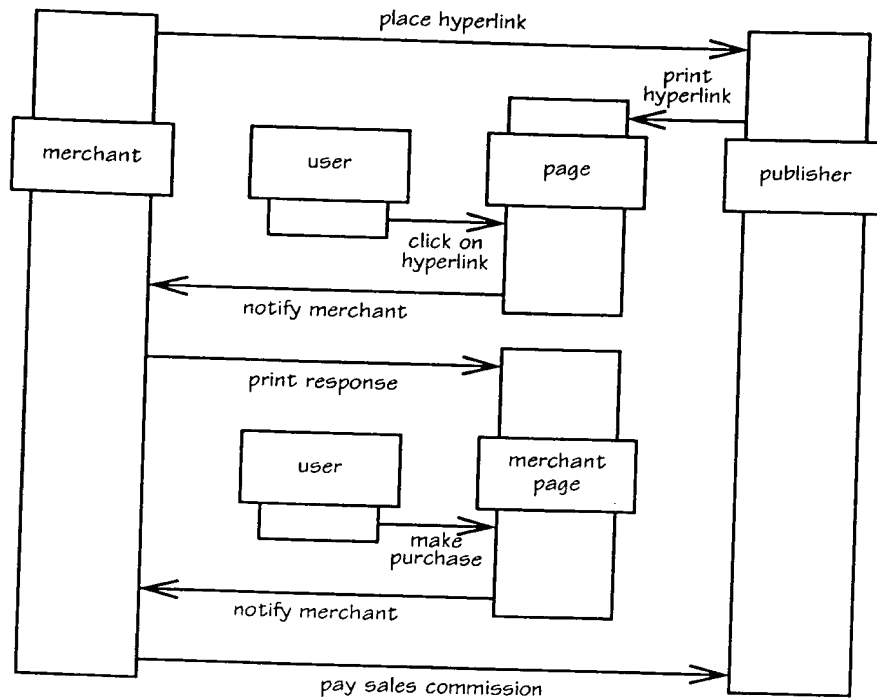 place hyperlink
print
hyperlink
merchant
user
page
publisher
click on
hyperlink
notify merchant
print response
user
merchant
page
make
purchase
notify merchant
pay sales commission